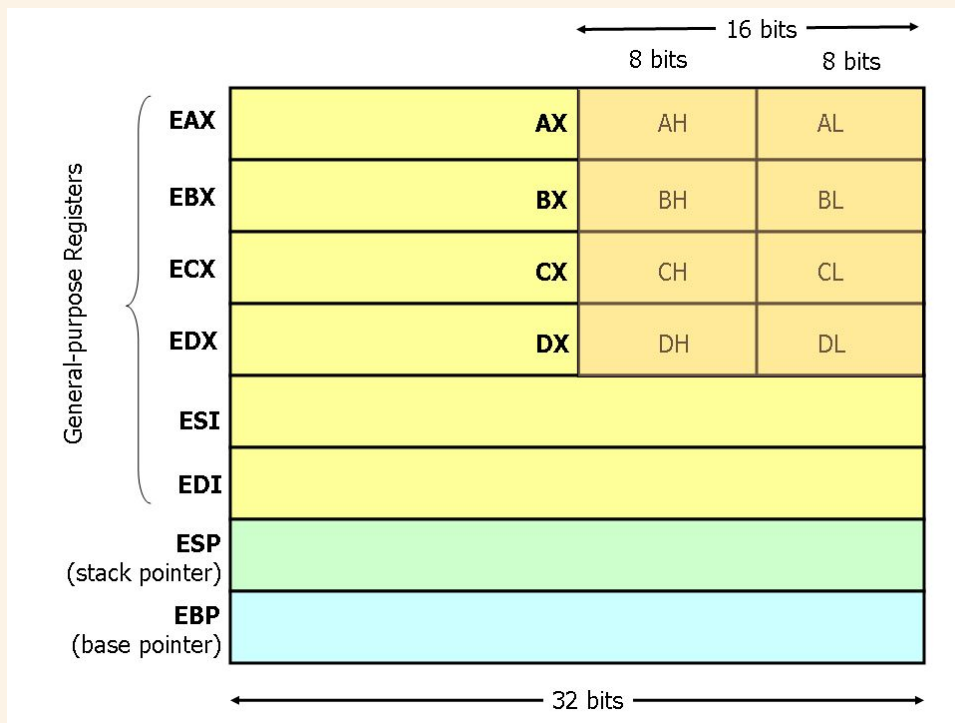 16 bits
8 bits 8 bits
General-purpose Registers
EAX AX AH AL
EBX BX BH BL
ECX CX CH CL
EDX DX DH DL
ESI
EDI
ESP
(stack pointer)
EBP
(base pointer)
32 bits